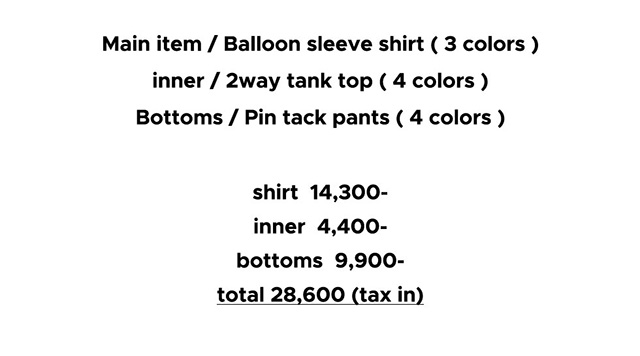 Main item / Balloon sleeve shirt ( 3 colors )
inner / 2way tank top ( 4 colors )
Bottoms / Pin tack pants ( 4 colors )
shirt 14,300-
inner 4,400-
bottoms 9,900-
total 28,600 (tax in)